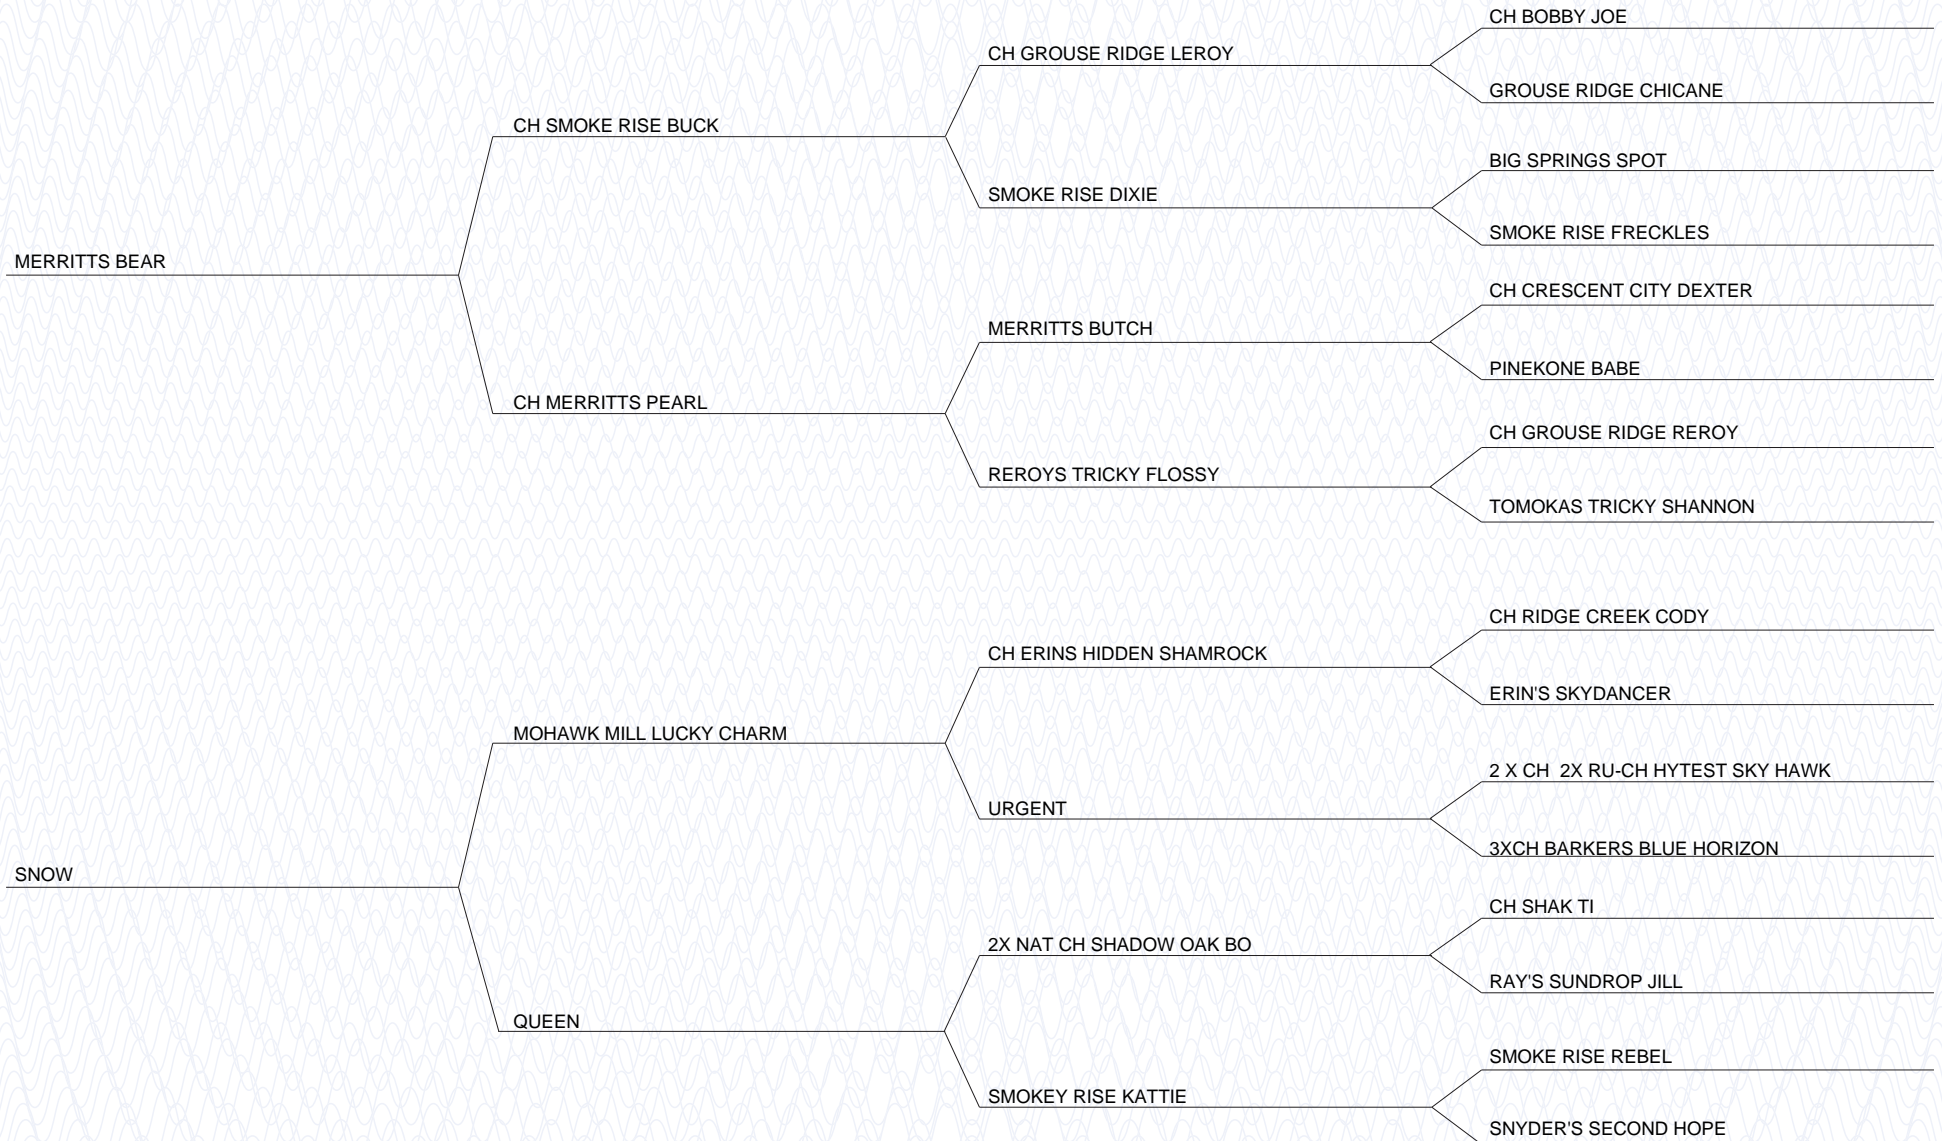 CH BOBBY JOE
CH GROUSE RIDGE LEROY
GROUSE RIDGE CHICANE
CH SMOKE RISE BUCK
BIG SPRINGS SPOT
SMOKE RISE DIXIE
SMOKE RISE FRECKLES
MERRITTS BEAR
CH CRESCENT CITY DEXTER
MERRITTS BUTCH
PINEKONE BABE
CH MERRITTS PEARL
CH GROUSE RIDGE REROY
REROYS TRICKY FLOSSY
TOMOKAS TRICKY SHANNON
CH RIDGE CREEK CODY
CH ERINS HIDDEN SHAMROCK
ERIN'S SKYDANCER
MOHAWK MILL LUCKY CHARM
2 X CH  2X RU-CH HYTEST SKY HAWK
URGENT
3XCH BARKERS BLUE HORIZON
SNOW
CH SHAK TI
2X NAT CH SHADOW OAK BO
RAY'S SUNDROP JILL
QUEEN
SMOKE RISE REBEL
SMOKEY RISE KATTIE
SNYDER'S SECOND HOPE